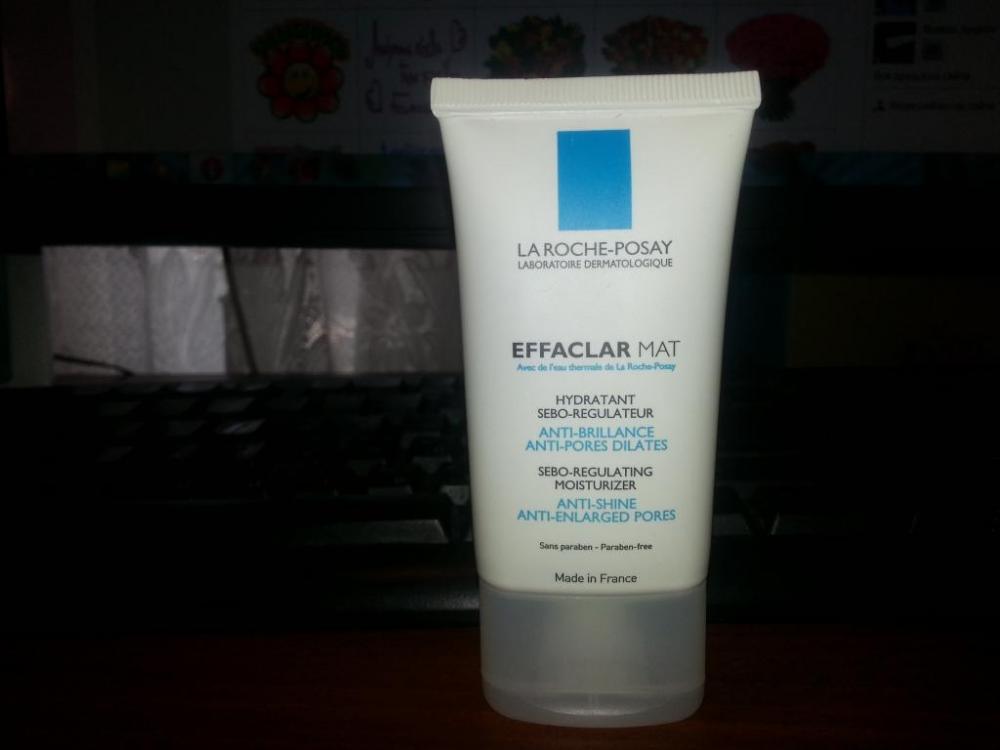 LA ROCHE-POSAY
LABORATOIRE DERMATOLOGIQUE
EFFACLAR MAT
Avec de l'eau thermale de La Roche-Posay
HYDRATANT
SEBO-REGULATEUR
ANTI-BRILLANCE
ANTI-PORES DILATES
SEBO-REGULATING
MOISTURIZER
ANTI-SHINE
ANTI-ENLARGED PORES
Sans paraben - Paraben-free
Made in France